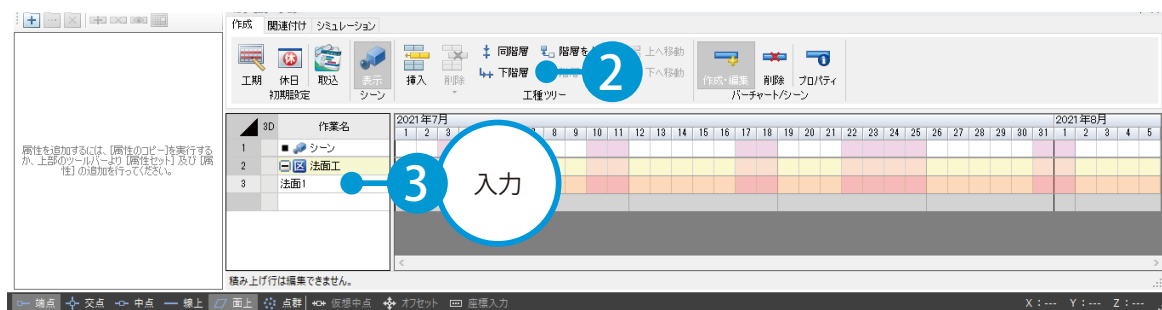 作成 関連付け シミュレーション
同階層 階層を 上へ移動
下階層 2 下へ移動
工期 休日 取込 表示 挿入 削除 作成・編集 削除 プロパティ
初期設定 シーン 工種ツリー バーチャート/シーン
3D 作業名 2021年7月 2021年8月
1 2 3 8 9 10 11 12 13 14 15 16 17 18 19 20 21 22 23 24 25 26 27 28 29 30 31 1 2 3 4 5
1 シーン
2 法面工
3 法面1 3 入力
属性を追加するには、[属性のコピー]を実行する
か、上部のツールバーより [属性セット] 及び [属
性] の追加を行ってください。
積み上げ行は編集できません。
端点 交点 中点 線上 面上 点群 仮想中点 オフセット 座標入力 X : --- Y : --- Z : ---